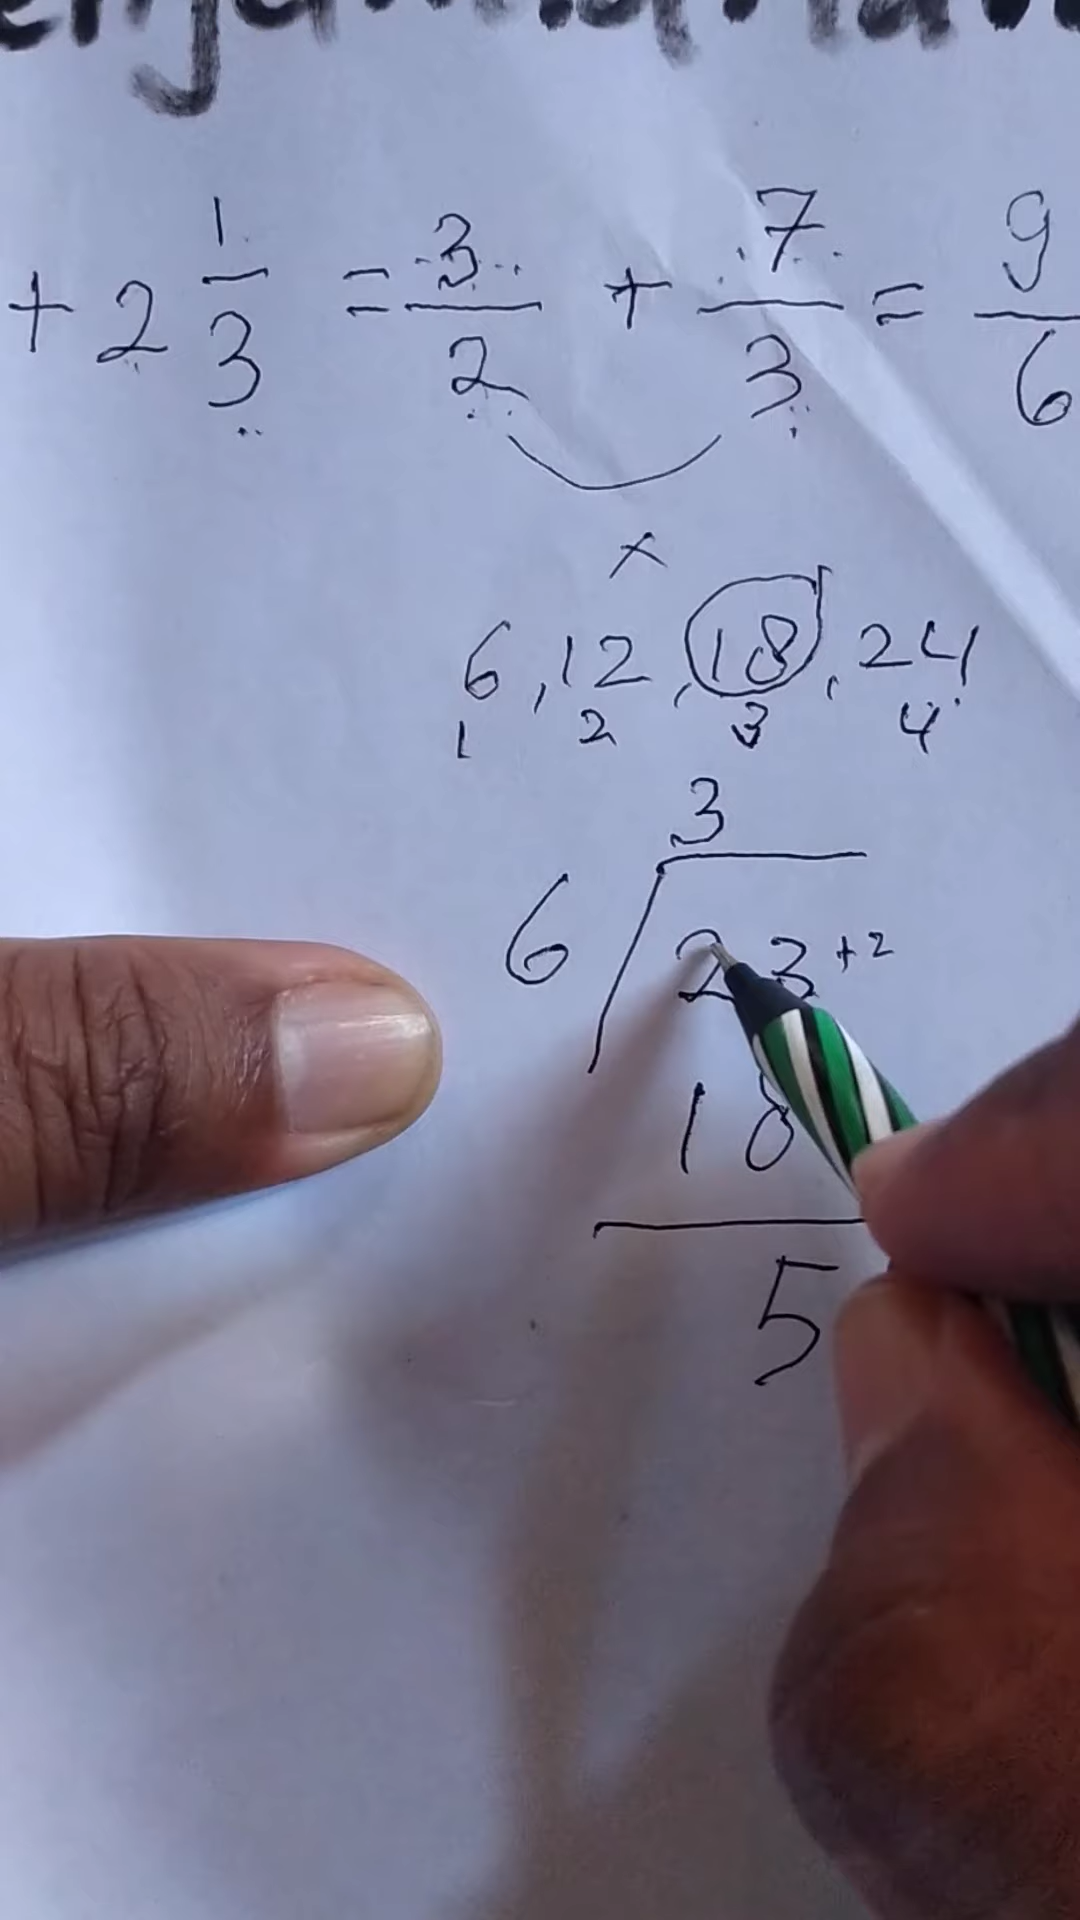 + 2 1/3 = 3/2 + 7/3 = 9/6
×
6, 12, 18, 24
1 2 3 4
3
6 23 +2
18
5